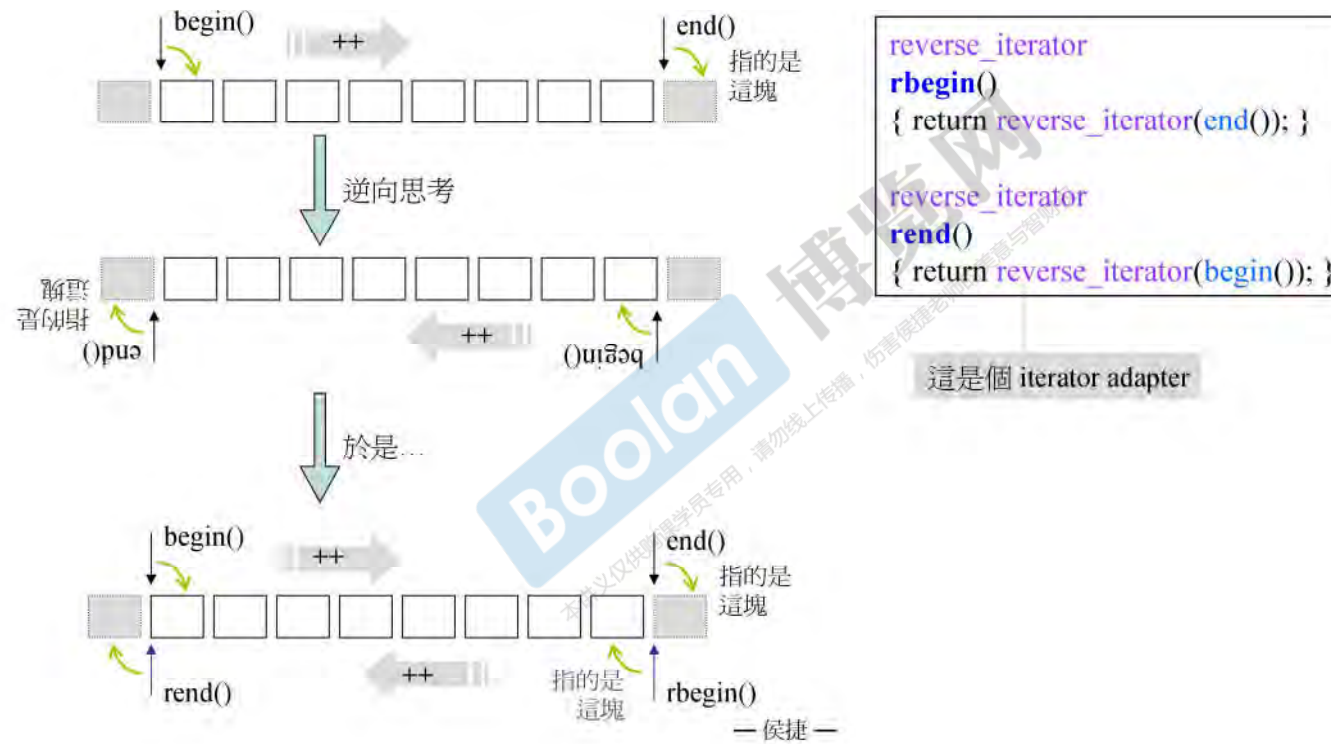 begin()
++
end()
指的是
這塊
逆向思考
指的是
這塊
end()
++
begin()
於是...
begin()
++
end()
指的是
這塊
rend()
++
指的是
這塊
rbegin()
— 侯捷 —
reverse_iterator
rbegin()
{ return reverse_iterator(end()); }
reverse_iterator
rend()
{ return reverse_iterator(begin()); }
這是個 iterator adapter
Boolan 博览网